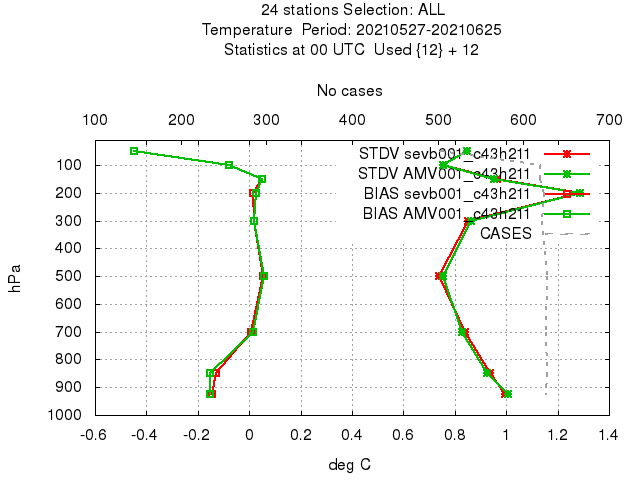 24 stations Selection: ALL
Temperature  Period: 20210527-20210625
Statistics at 00 UTC  Used {12} + 12
No cases
100 200 300 400 500 600 700
STDV sevb001_c43h211
STDV AMV001_c43h211
BIAS sevb001_c43h211
BIAS AMV001_c43h211
CASES
100
200
300
400
500
600
700
800
900
1000
hPa
-0.6 -0.4 -0.2 0 0.2 0.4 0.6 0.8 1 1.2 1.4
deg C